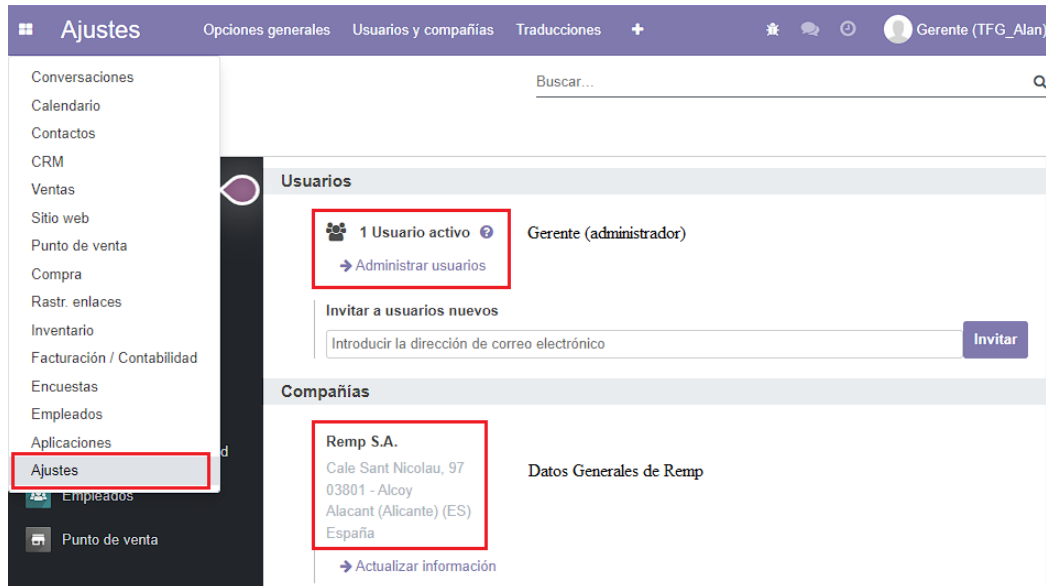 Ajustes
Opciones generales
Usuarios y compañías
Traducciones
Gerente (TFG_Alan)
Conversaciones
Calendario
Contactos
CRM
Ventas
Sitio web
Punto de venta
Compra
Rastr. enlaces
Inventario
Facturación / Contabilidad
Encuestas
Empleados
Aplicaciones
Ajustes
d
Empleados
Punto de venta
Buscar...
Usuarios
1 Usuario activo
Gerente (administrador)
Administrar usuarios
Invitar a usuarios nuevos
Introducir la dirección de correo electrónico
Invitar
Compañías
Remp S.A.
Cale Sant Nicolau, 97
03801 - Alcoy
Alacant (Alicante) (ES)
España
Datos Generales de Remp
Actualizar información